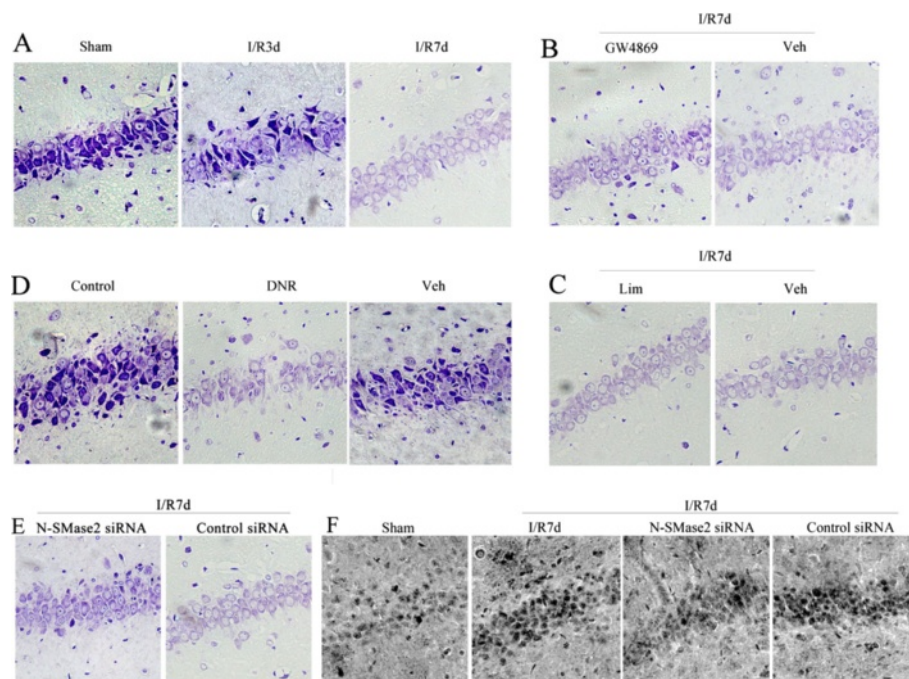 A
Sham
I/R3d
I/R7d
B
I/R7d
GW4869
Veh
D
Control
DNR
Veh
C
I/R7d
Lim
Veh
E
I/R7d
N-SMase2 siRNA
Control siRNA
F
Sham
I/R7d
I/R7d
N-SMase2 siRNA
Control siRNA